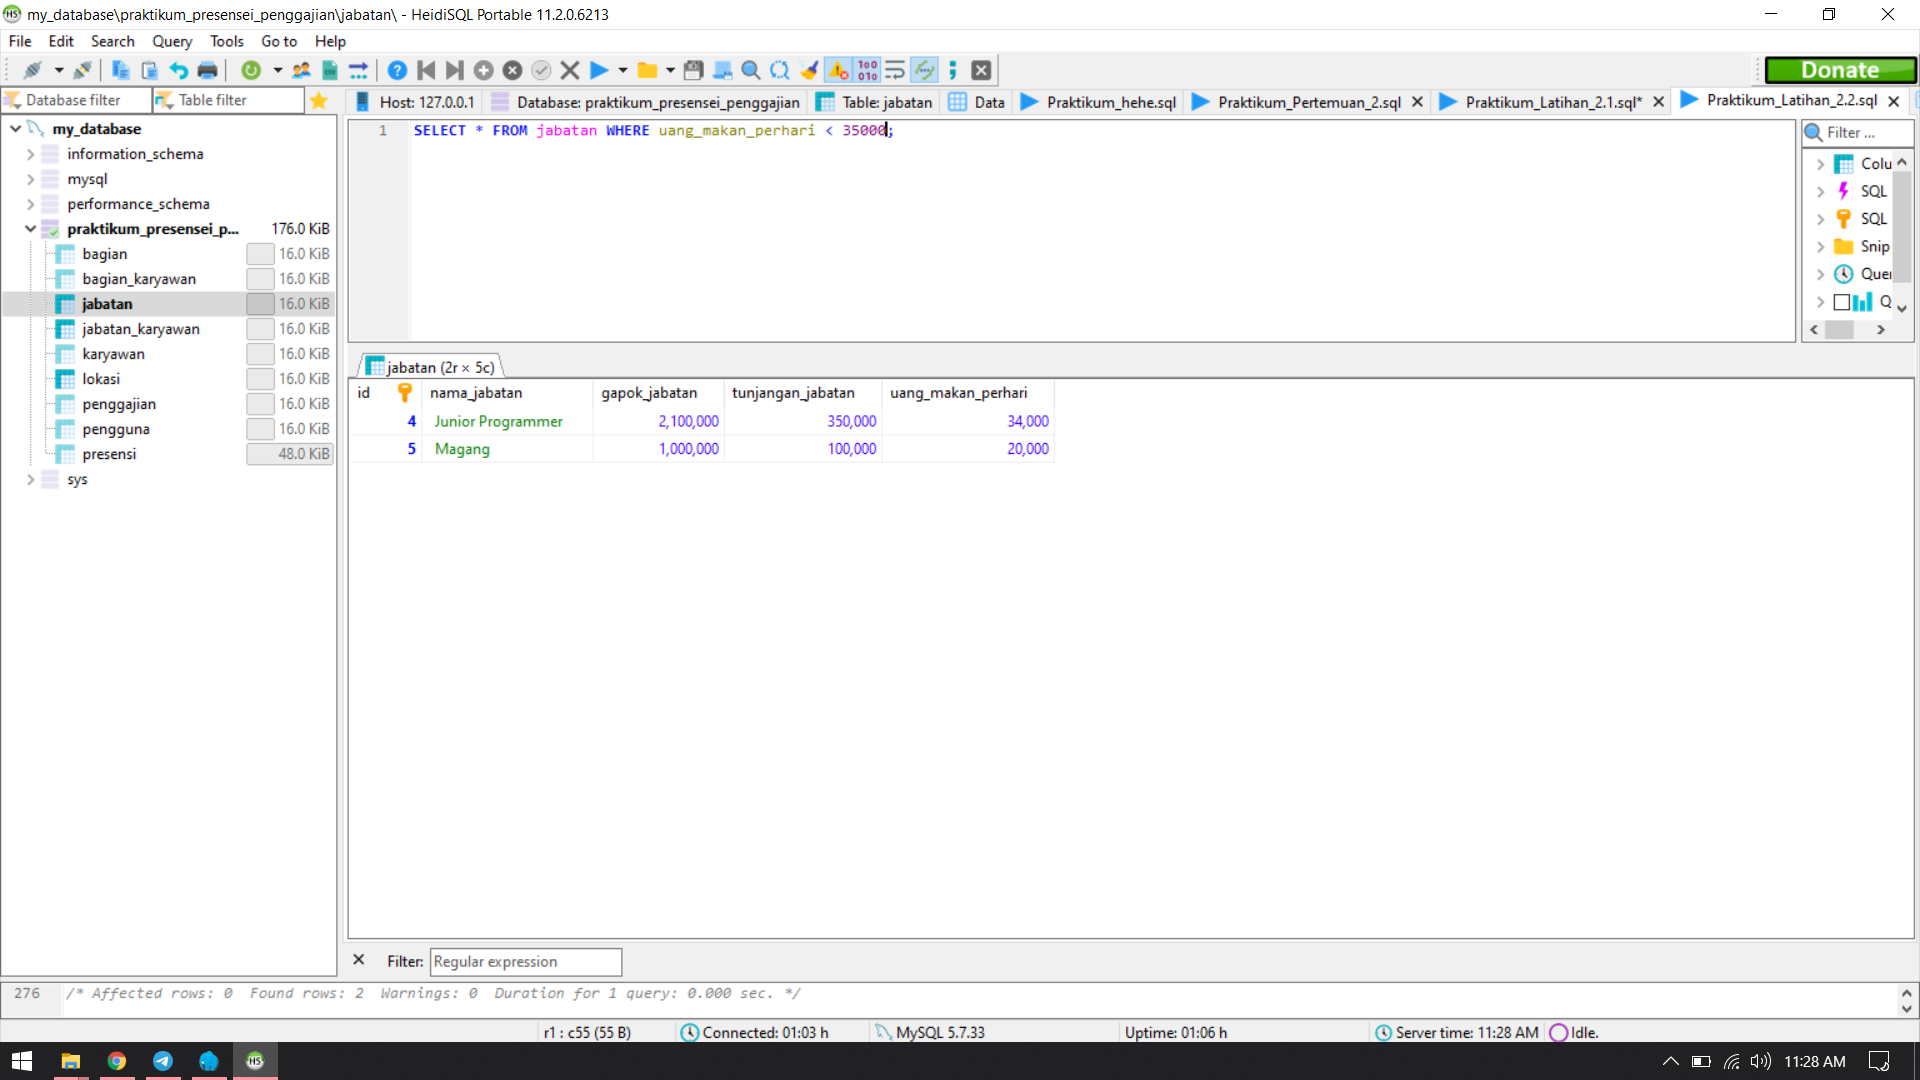 my_database\praktikum_presensei_penggajian\jabatan\ - HeidiSQL Portable 11.2.0.6213
File Edit Search Query Tools Go to Help
Donate
Database filter Table filter
Host: 127.0.0.1 Database: praktikum_presensei_penggajian Table: jabatan Data Praktikum_hehe.sql Praktikum_Pertemuan_2.sql Praktikum_Latihan_2.1.sql* Praktikum_Latihan_2.2.sql
my_database
information_schema
mysql
performance_schema
praktikum_presensei_p... 176.0 KiB
bagian 16.0 KiB
bagian_karyawan 16.0 KiB
jabatan 16.0 KiB
jabatan_karyawan 16.0 KiB
karyawan 16.0 KiB
lokasi 16.0 KiB
penggajian 16.0 KiB
pengguna 16.0 KiB
presensi 48.0 KiB
sys
1 SELECT * FROM jabatan WHERE uang_makan_perhari < 35000;
Filter ...
Colu
SQL
SQL
Snip
Quer
Q
jabatan (2r × 5c)
id nama_jabatan gapok_jabatan tunjangan_jabatan uang_makan_perhari
4 Junior Programmer 2,100,000 350,000 34,000
5 Magang 1,000,000 100,000 20,000
Filter: Regular expression
276 /* Affected rows: 0 Found rows: 2 Warnings: 0 Duration for 1 query: 0.000 sec. */
r1 : c55 (55 B) Connected: 01:03 h MySQL 5.7.33 Uptime: 01:06 h Server time: 11:28 AM Idle.
11:28 AM